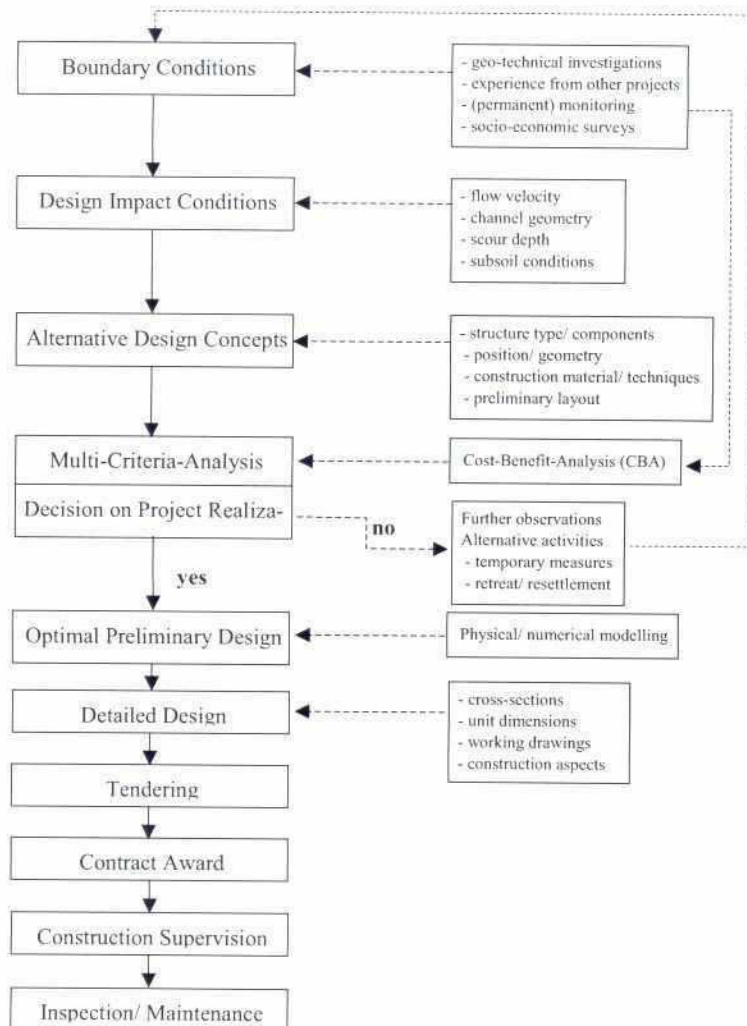 Boundary Conditions
- geo-technical investigations
- experience from other projects
- (permanent) monitoring
- socio-economic surveys
Design Impact Conditions
- flow velocity
- channel geometry
- scour depth
- subsoil conditions
Alternative Design Concepts
- structure type/ components
- position/ geometry
- construction material/ techniques
- preliminary layout
Multi-Criteria-Analysis
Cost-Benefit-Analysis (CBA)
Decision on Project Realiza-
no
Further observations
Alternative activities
- temporary measures
- retreat/ resettlement
yes
Optimal Preliminary Design
Physical/ numerical modelling
Detailed Design
- cross-sections
- unit dimensions
- working drawings
- construction aspects
Tendering
Contract Award
Construction Supervision
Inspection/ Maintenance